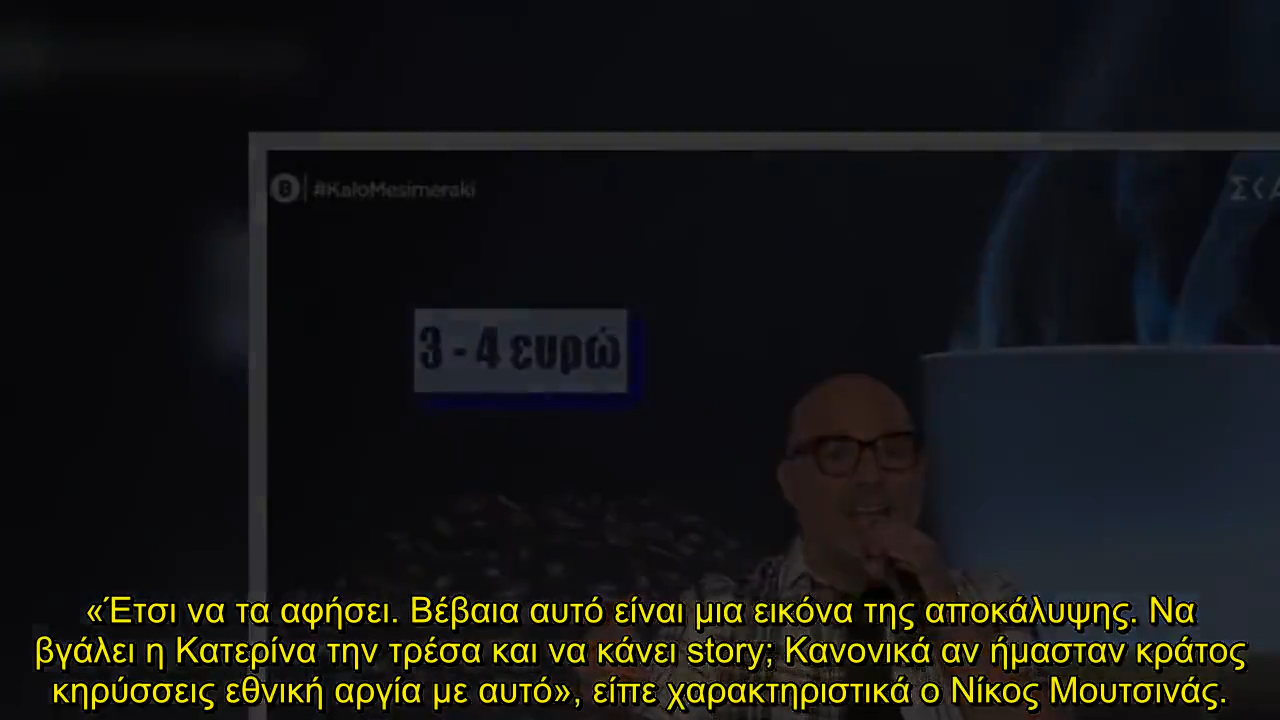 B | #KaloMesimeraki
ΣΚΑ
3 - 4 ευρώ
«Έτσι να τα αφήσει. Βέβαια αυτό είναι μια εικόνα της αποκάλυψης. Να
βγάλει η Κατερίνα την τρέσα και να κάνει story; Κανονικά αν ήμασταν κράτος
κηρύσσεις εθνική αργία με αυτό», είπε χαρακτηριστικά ο Νίκος Μουτσινάς.